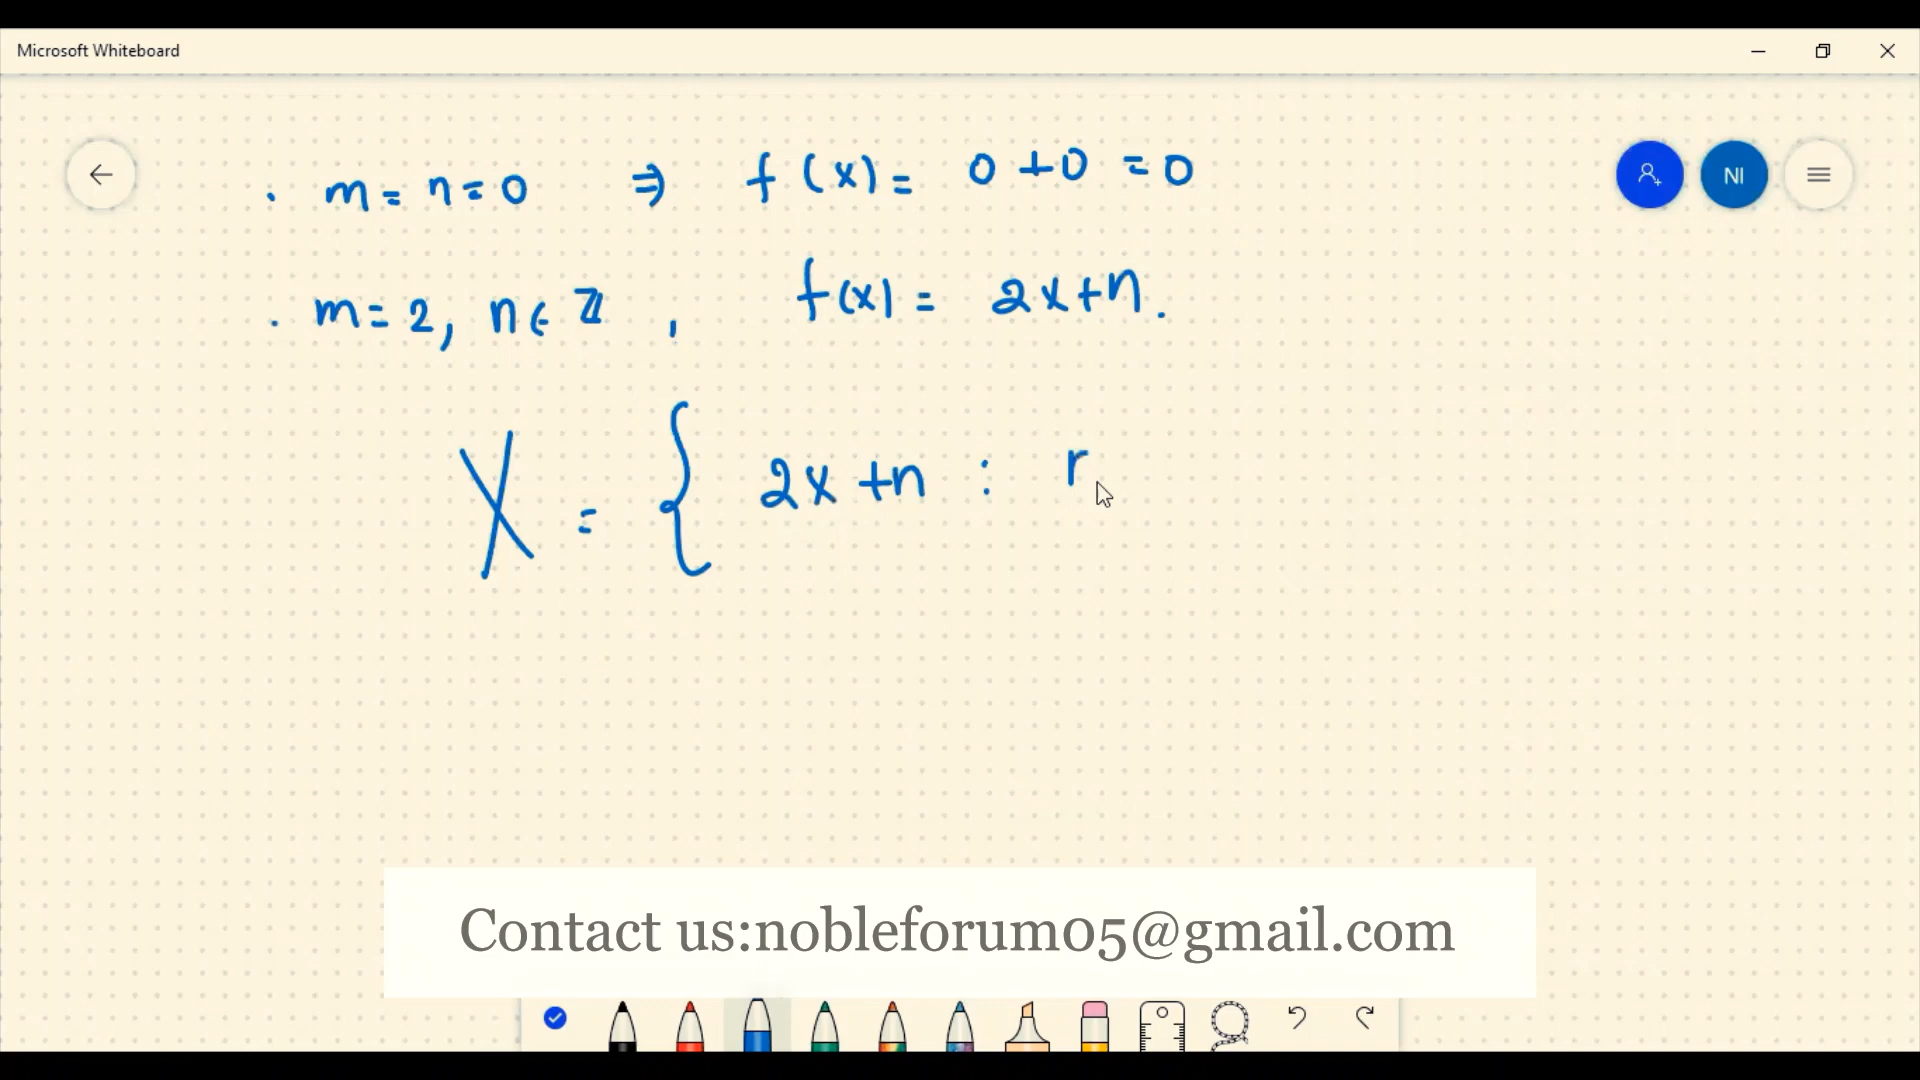 Microsoft Whiteboard
NI
. m = n = 0 ⇒ f(x) = 0 + 0 = 0
. m = 2, n ∈ ℤ , f(x) = 2x + n .
X = { 2x + n : r
Contact us:nobleforum05@gmail.com